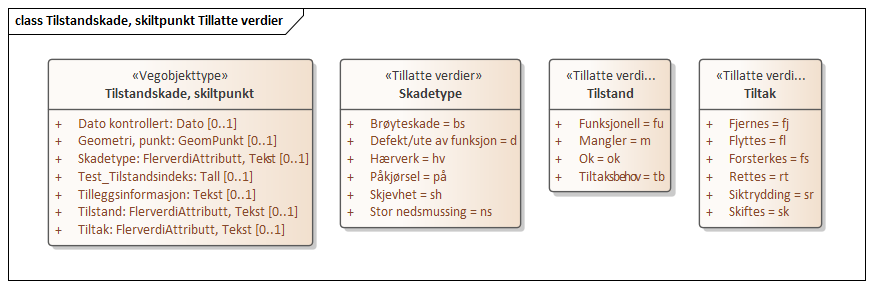 class Tilstandskade, skiltpunkt Tillatte verdier
«Vegobjekttype»
Tilstandskade, skiltpunkt
+ Dato kontrollert: Dato [0..1]
+ Geometri, punkt: GeomPunkt [0..1]
+ Skadetype: FlerverdiAttributt, Tekst [0..1]
+ Test_Tilstandsindeks: Tall [0..1]
+ Tilleggsinformasjon: Tekst [0..1]
+ Tilstand: FlerverdiAttributt, Tekst [0..1]
+ Tiltak: FlerverdiAttributt, Tekst [0..1]
«Tillatte verdier»
Skadetype
+ Brøyteskade = bs
+ Defekt/ute av funksjon = d
+ Hærverk = hv
+ Påkjørsel = på
+ Skjevhet = sh
+ Stor nedsmussing = ns
«Tillatte verdi...
Tilstand
+ Funksjonell = fu
+ Mangler = m
+ Ok = ok
+ Tiltaksbehov = tb
«Tillatte verdi...
Tiltak
+ Fjernes = fj
+ Flyttes = fl
+ Forsterkes = fs
+ Rettes = rt
+ Siktrydding = sr
+ Skiftes = sk